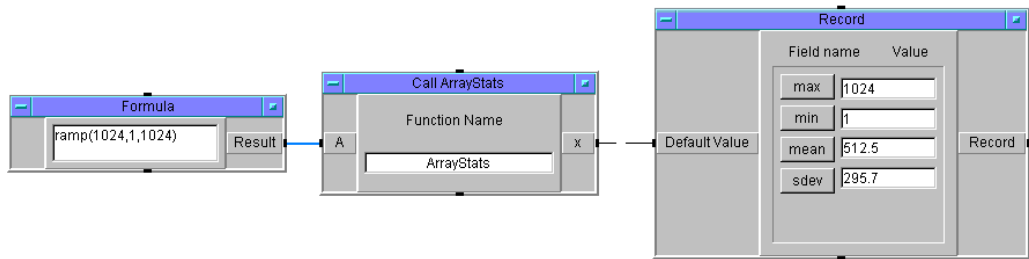 Formula
ramp(1024,1,1024)
Result
Call ArrayStats
A
Function Name
ArrayStats
x
Record
Default Value
Field name Value
max 1024
min 1
mean 512.5
sdev 295.7
Record